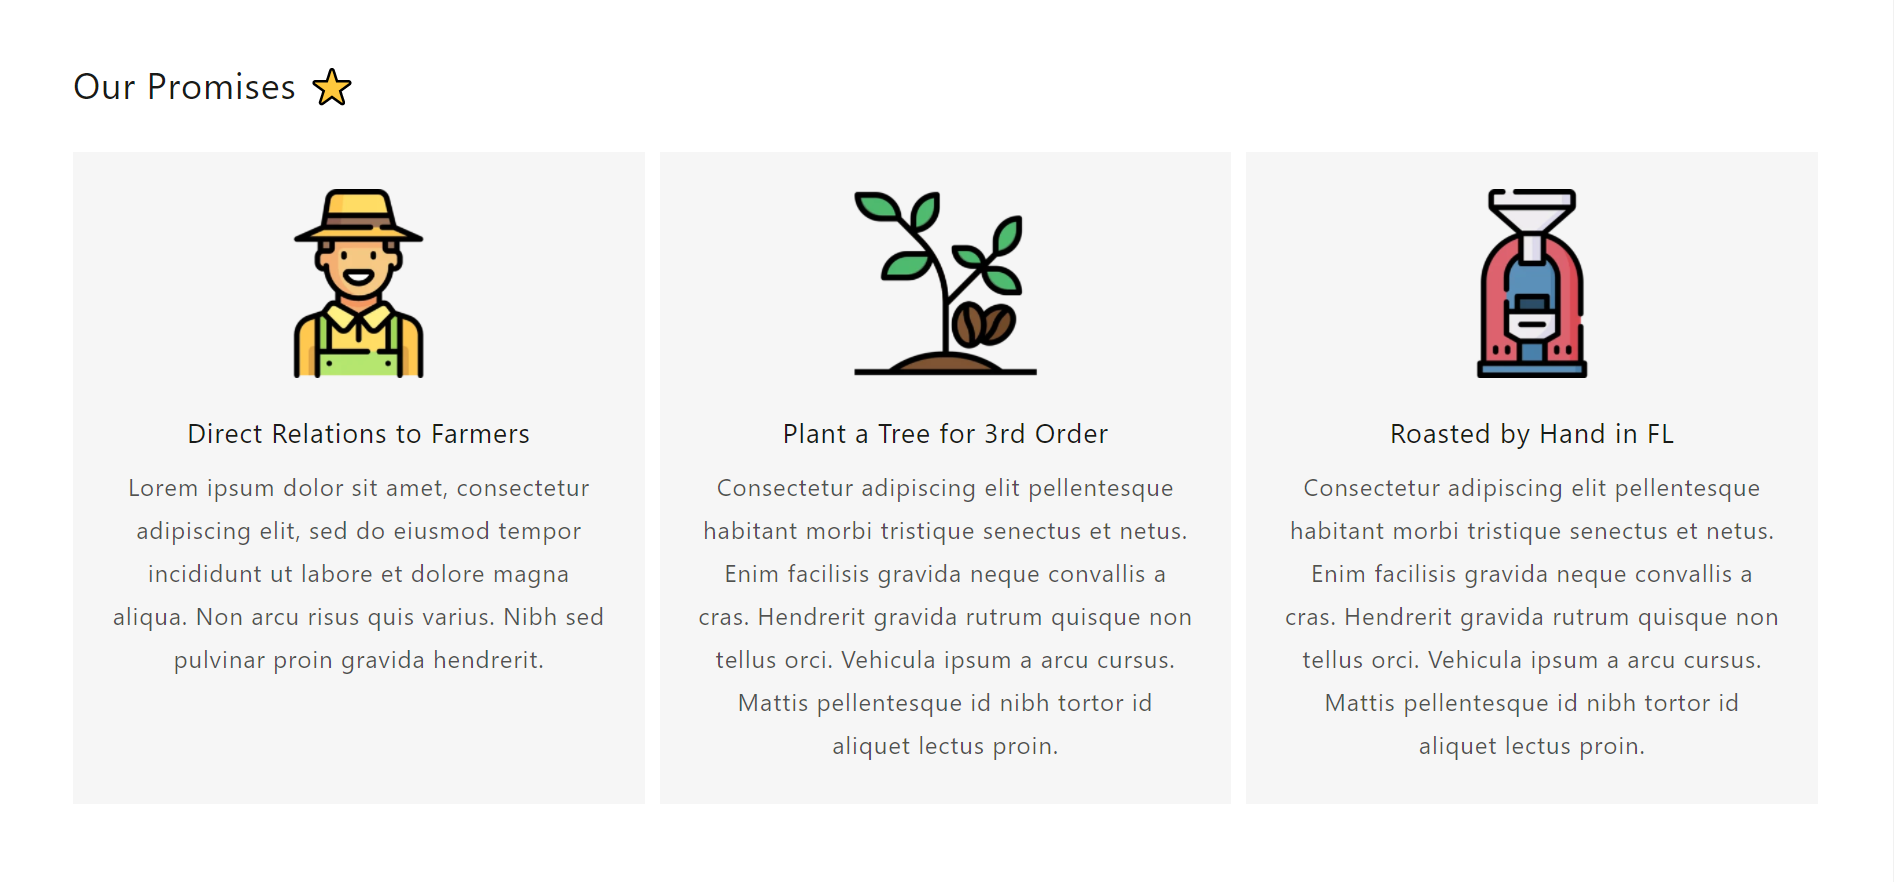 Our Promises ⭐
Direct Relations to Farmers
Lorem ipsum dolor sit amet, consectetur
adipiscing elit, sed do eiusmod tempor
incididunt ut labore et dolore magna
aliqua. Non arcu risus quis varius. Nibh sed
pulvinar proin gravida hendrerit.
Plant a Tree for 3rd Order
Consectetur adipiscing elit pellentesque
habitant morbi tristique senectus et netus.
Enim facilisis gravida neque convallis a
cras. Hendrerit gravida rutrum quisque non
tellus orci. Vehicula ipsum a arcu cursus.
Mattis pellentesque id nibh tortor id
aliquet lectus proin.
Roasted by Hand in FL
Consectetur adipiscing elit pellentesque
habitant morbi tristique senectus et netus.
Enim facilisis gravida neque convallis a
cras. Hendrerit gravida rutrum quisque non
tellus orci. Vehicula ipsum a arcu cursus.
Mattis pellentesque id nibh tortor id
aliquet lectus proin.